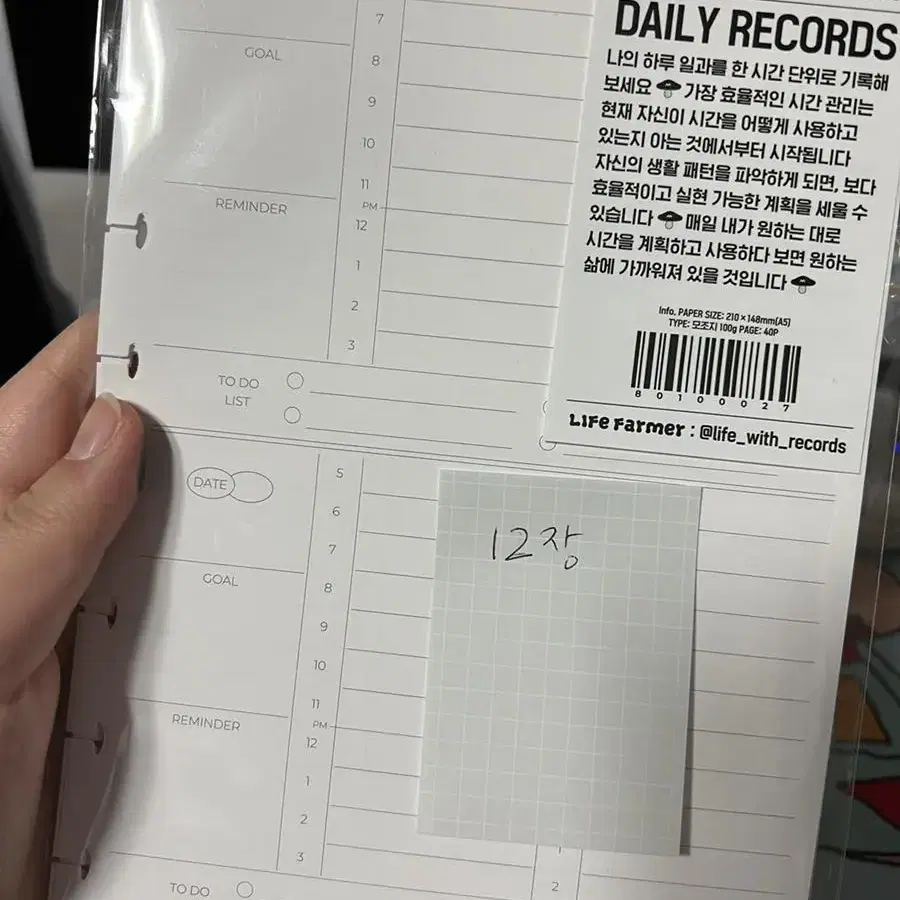 7
GOAL
8
9
10
11
REMINDER
PM
12
1
2
3
TO DO
LIST
DAILY RECORDS
나의 하루 일과를 한 시간 단위로 기록해
보세요 가장 효율적인 시간 관리는
현재 자신이 시간을 어떻게 사용하고
있는지 아는 것에서부터 시작됩니다
자신의 생활 패턴을 파악하게 되면, 보다
효율적이고 실현 가능한 계획을 세울 수
있습니다 매일 내가 원하는 대로
시간을 계획하고 사용하다 보면 원하는
삶에 가까워져 있을 것입니다
Info. PAPER SIZE: 210 × 148mm(A5)
TYPE: 모조지 100g PAGE: 40P
80100027
LIFe FarMer : @life_with_records
DATE
5
6
7
GOAL
8
9
10
11
REMINDER
PM
12
1
2
3
TO DO
12장
1
2